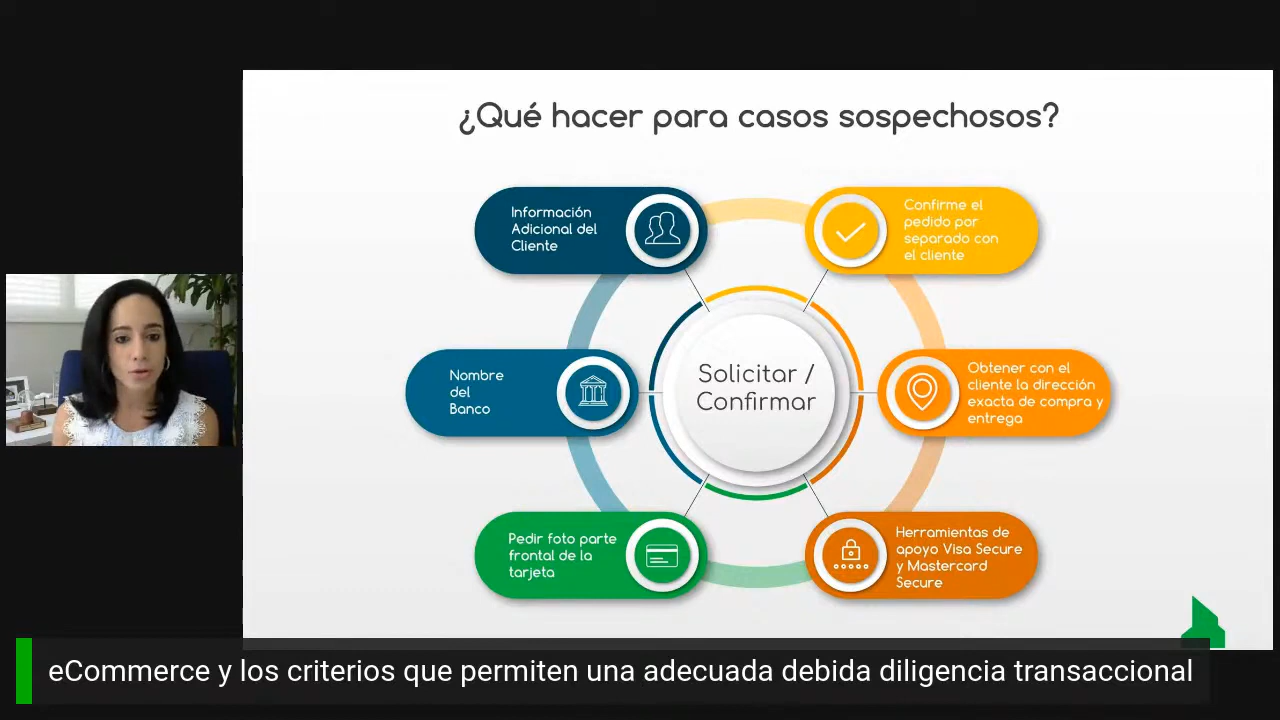 ¿Qué hacer para casos sospechosos?
Información
Adicional del
Cliente
Confirme el
pedido por
separado con
el cliente
Nombre
del
Banco
Solicitar /
Confirmar
Obtener con el
cliente la dirección
exacta de compra y
entrega
Pedir foto parte
frontal de la
tarjeta
Herramientas de
apoyo Visa Secure
y Mastercard
Secure
eCommerce y los criterios que permiten una adecuada debida diligencia transaccional